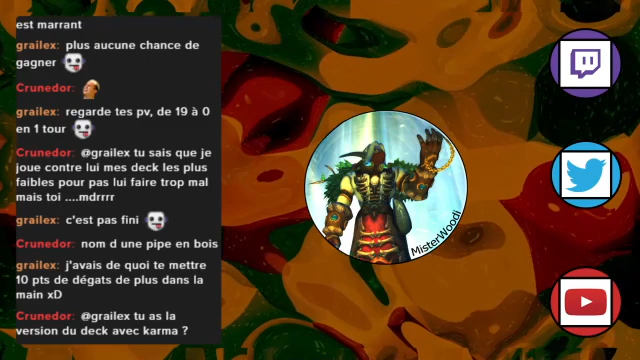 est marrant
grailex: plus aucune chance de
gagner
Crunedor:
grailex: regarde tes pv, de 19 à 0
en 1 tour
Crunedor: @grailex tu sais que je
joue contre lui mes deck les plus
faibles pour pas lui faire trop mal
mais toi ....mdrrrr
grailex: c'est pas fini
Crunedor: nom d une pipe en bois
grailex: j'avais de quoi te mettre
10 pts de dégats de plus dans la
main xD
Crunedor: @grailex tu as la
version du deck avec karma ?
MisterWoodi